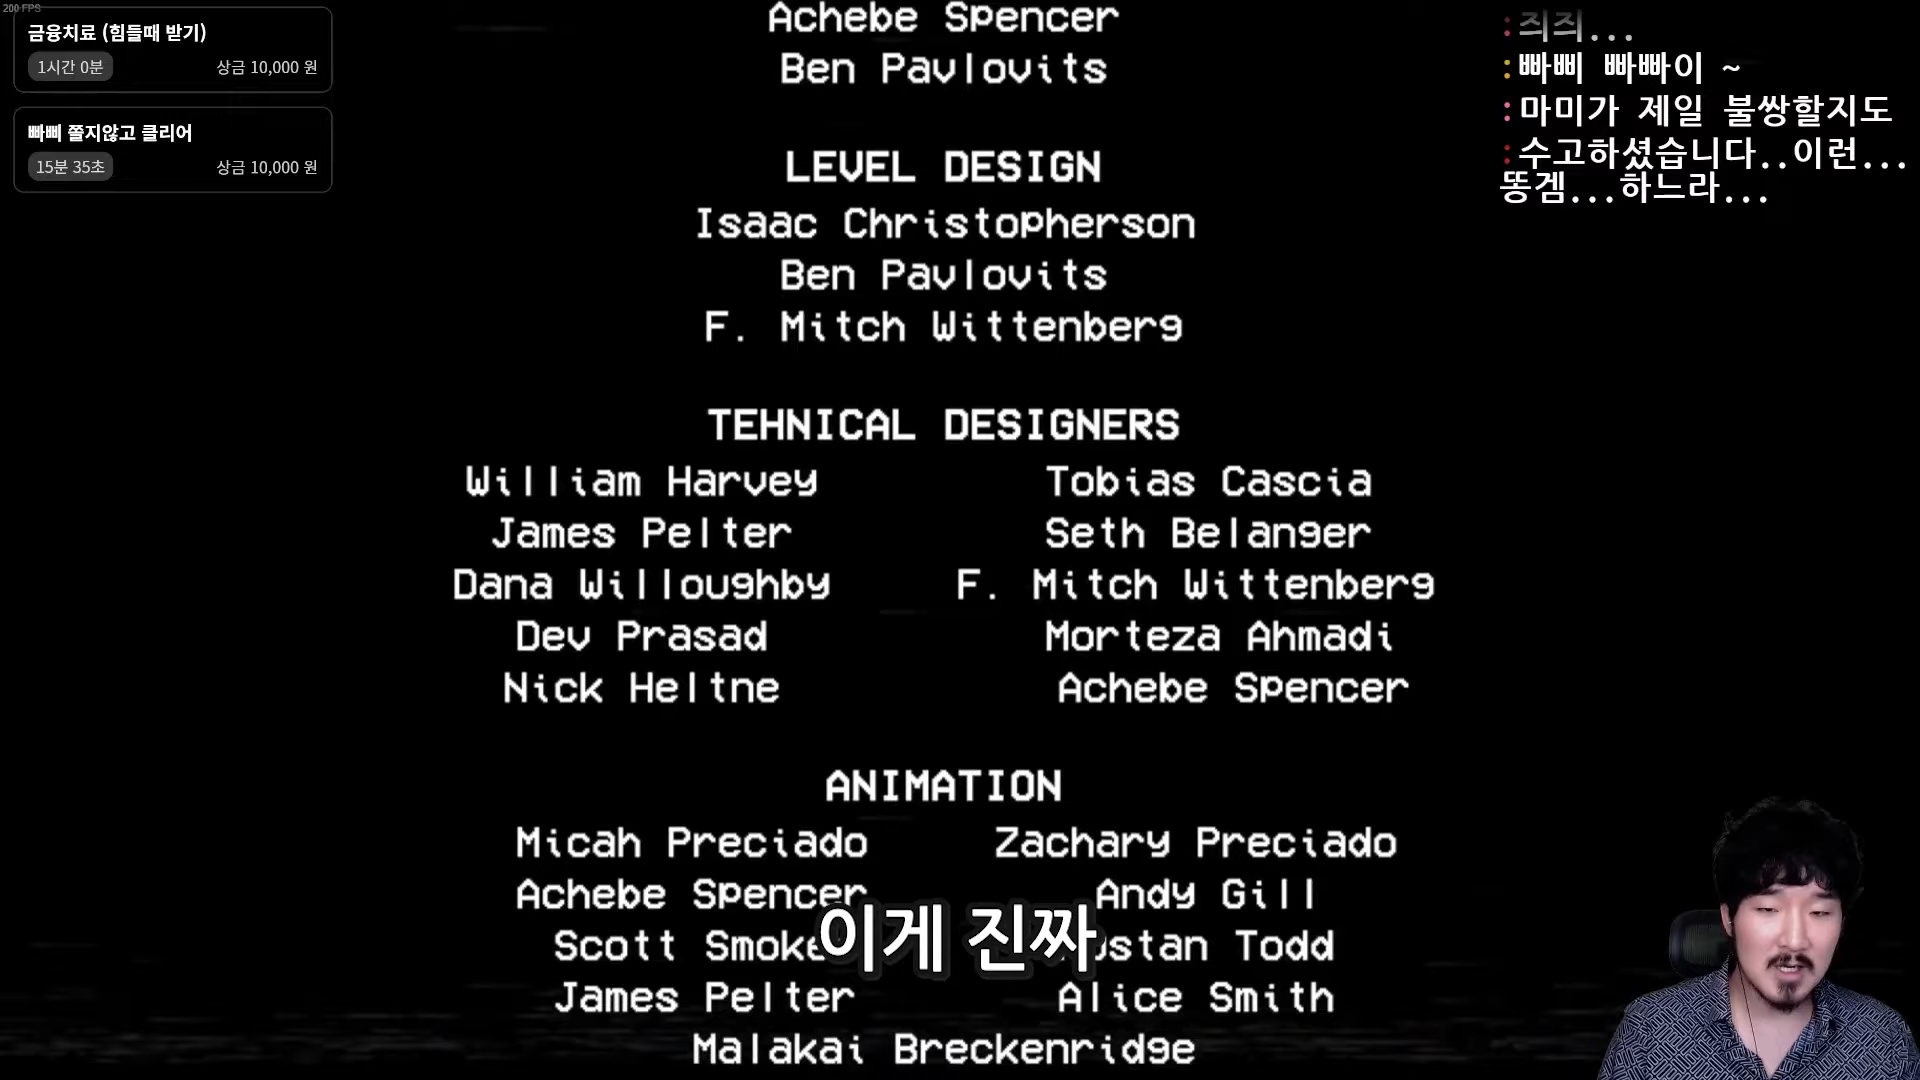 200 FPS
금융치료 (힘들때 받기)
1시간 0분 상금 10,000 원
빠삐 쫄지않고 클리어
15분 35초 상금 10,000 원
Achebe Spencer
Ben Pavlovits
LEVEL DESIGN
Isaac Christopherson
Ben Pavlovits
F. Mitch Wittenberg
TEHNICAL DESIGNERS
William Harvey Tobias Cascia
James Pelter Seth Belanger
Dana Willoughby F. Mitch Wittenberg
Dev Prasad Morteza Ahmadi
Nick Heltne Achebe Spencer
ANIMATION
Micah Preciado Zachary Preciado
Achebe Spencer Andy Gill
Scott Todd
James Pelter Alice Smith
Malakai Breckenridge
이게 진짜
:
:빠삐 빠빠이 ~
:마미가 제일 불쌍할지도
:수고하셨습니다..이런...
똥겜...하느라...